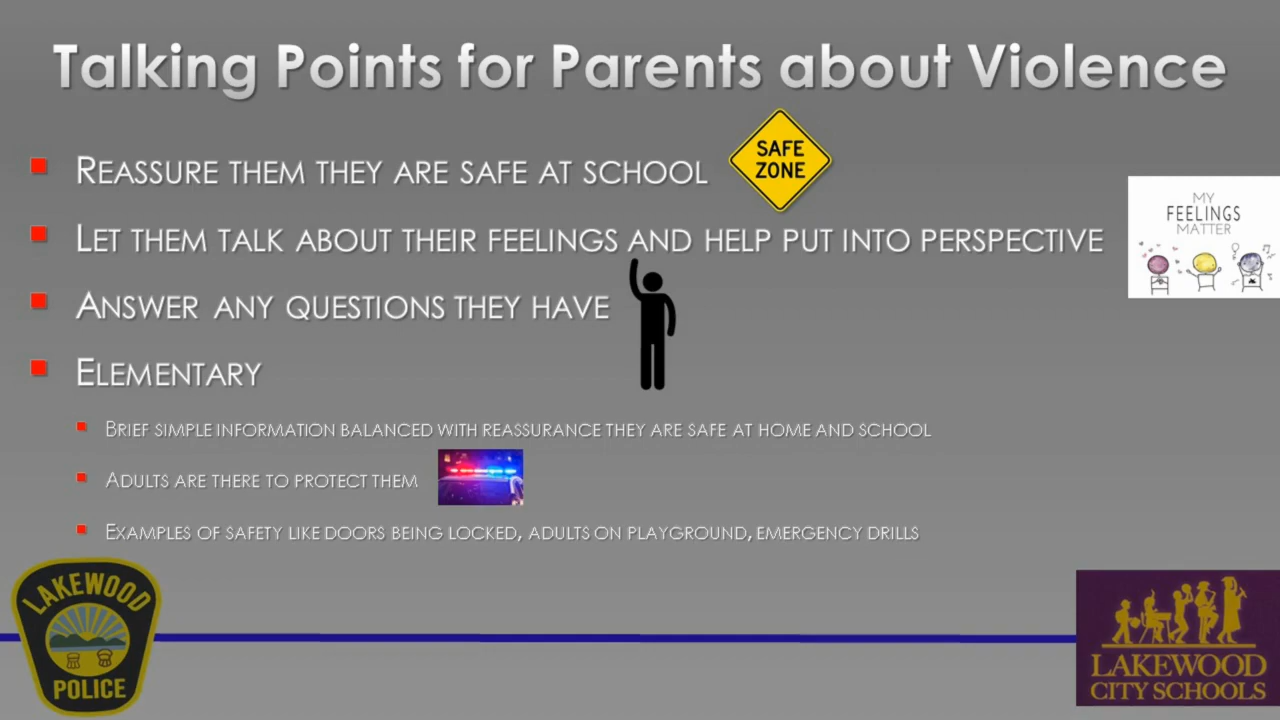 Talking Points for Parents about Violence
REASSURE THEM THEY ARE SAFE AT SCHOOL
SAFE
ZONE
LET THEM TALK ABOUT THEIR FEELINGS AND HELP PUT INTO PERSPECTIVE
MY
FEELINGS
MATTER
ANSWER ANY QUESTIONS THEY HAVE
ELEMENTARY
BRIEF SIMPLE INFORMATION BALANCED WITH REASSURANCE THEY ARE SAFE AT HOME AND SCHOOL
ADULTS ARE THERE TO PROTECT THEM
EXAMPLES OF SAFETY LIKE DOORS BEING LOCKED, ADULTS ON PLAYGROUND, EMERGENCY DRILLS
LAKEWOOD
POLICE
LAKEWOOD
CITY SCHOOLS